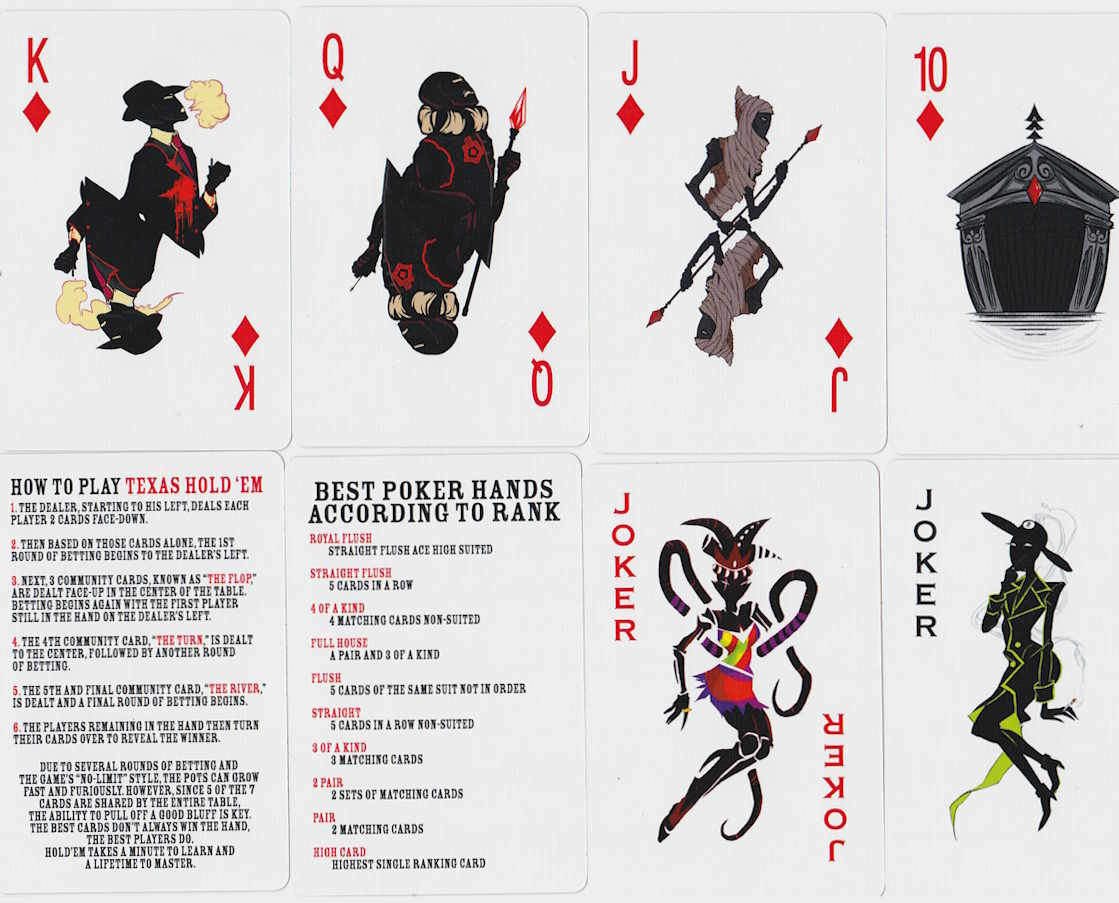 K
Q
J
10
K
Q
J
HOW TO PLAY TEXAS HOLD 'EM
1. THE DEALER, STARTING TO HIS LEFT, DEALS EACH
PLAYER 2 CARDS FACE-DOWN.
2. THEN BASED ON THOSE CARDS ALONE, THE 1ST
ROUND OF BETTING BEGINS TO THE DEALER'S LEFT.
3. NEXT, 3 COMMUNITY CARDS, KNOWN AS "THE FLOP,"
ARE DEALT FACE-UP IN THE CENTER OF THE TABLE.
BETTING BEGINS AGAIN WITH THE FIRST PLAYER
STILL IN THE HAND ON THE DEALER'S LEFT.
4. THE 4TH COMMUNITY CARD, "THE TURN," IS DEALT
TO THE CENTER, FOLLOWED BY ANOTHER ROUND
OF BETTING.
5. THE 5TH AND FINAL COMMUNITY CARD, "THE RIVER,"
IS DEALT AND A FINAL ROUND OF BETTING BEGINS.
6. THE PLAYERS REMAINING IN THE HAND THEN TURN
THEIR CARDS OVER TO REVEAL THE WINNER.
DUE TO SEVERAL ROUNDS OF BETTING AND
THE GAME'S "NO-LIMIT" STYLE, THE POTS CAN GROW
FAST AND FURIOUSLY. HOWEVER, SINCE 5 OF THE 7
CARDS ARE SHARED BY THE ENTIRE TABLE,
THE ABILITY TO PULL OFF A GOOD BLUFF IS KEY.
THE BEST CARDS DON'T ALWAYS WIN THE HAND,
THE BEST PLAYERS DO.
HOLD'EM TAKES A MINUTE TO LEARN AND
A LIFETIME TO MASTER.
BEST POKER HANDS
ACCORDING TO RANK
ROYAL FLUSH
STRAIGHT FLUSH ACE HIGH SUITED
STRAIGHT FLUSH
5 CARDS IN A ROW
4 OF A KIND
4 MATCHING CARDS NON-SUITED
FULL HOUSE
A PAIR AND 3 OF A KIND
FLUSH
5 CARDS OF THE SAME SUIT NOT IN ORDER
STRAIGHT
5 CARDS IN A ROW NON-SUITED
3 OF A KIND
3 MATCHING CARDS
2 PAIR
2 SETS OF MATCHING CARDS
PAIR
2 MATCHING CARDS
HIGH CARD
HIGHEST SINGLE RANKING CARD
JOKER
JOKER
JOKER